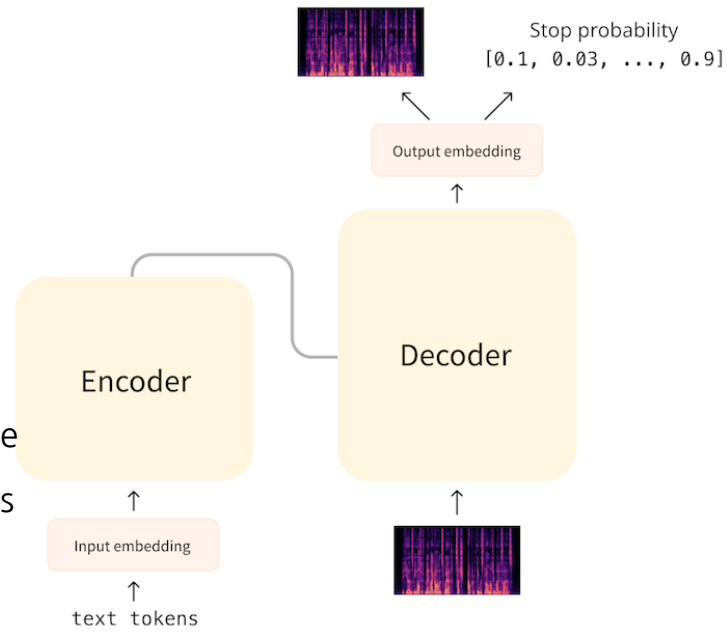 Stop probability
[0.1, 0.03, ..., 0.9]
Output embedding
Decoder
Encoder
e
s
Input embedding
text tokens